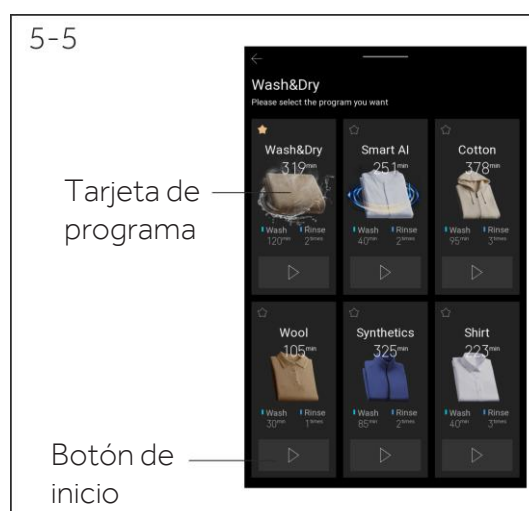 5-5
Wash&Dry
Please select the program you want
Wash&Dry Smart AI Cotton
319min 251min 378min
Tarjeta de
programa
Wash Rinse Wash Rinse Wash Rinse
120min 2times 40min 2times 95min 3times
Wool Synthetics Shirt
105min 325min 223min
Wash Rinse Wash Rinse Wash Rinse
30min 1times 85min 2times 40min 3times
Botón de
inicio